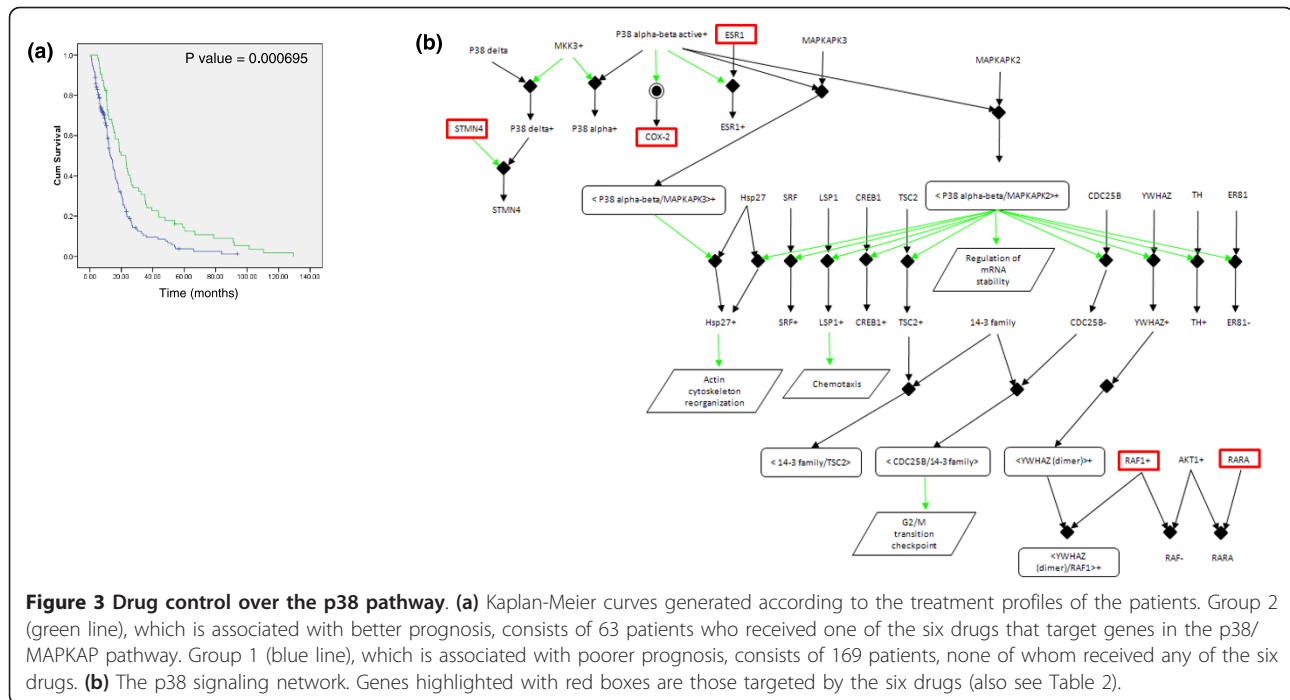 (a)
P value = 0.000695
Cum Survival
1.0
0.8
0.6
0.4
0.2
0.0
.00 20.00 40.00 60.00 80.00 100.00 120.00 140.00
Time (months)
(b)
P38 delta
MKK3+
P38 alpha-beta active+
ESR1
MAPKAPK3
MAPKAPK2
STMN4
P38 delta+
P38 alpha+
COX-2
ESR1+
STMN4
< P38 alpha-beta/MAPKAPK3>+
Hsp27
SRF
LSP1
CREB1
TSC2
< P38 alpha-beta/MAPKAPK2>+
CDC25B
YWHAZ
TH
ER81
Regulation of
mRNA
stability
Hsp27+
SRF+
LSP1+
CREB1+
TSC2+
14-3 family
CDC25B-
YWHAZ+
TH+
ER81-
Actin
cytoskeleton
reorganization
Chemotaxis
< 14-3 family/TSC2>
< CDC25B/14-3 family>
<YWHAZ (dimer)>+
RAF1+
AKT1+
RARA
G2/M
transition
checkpoint
<YWHAZ
(dimer)/RAF1>+
RAF-
RARA
Figure 3 Drug control over the p38 pathway. (a) Kaplan-Meier curves generated according to the treatment profiles of the patients. Group 2
(green line), which is associated with better prognosis, consists of 63 patients who received one of the six drugs that target genes in the p38/
MAPKAP pathway. Group 1 (blue line), which is associated with poorer prognosis, consists of 169 patients, none of whom received any of the six
drugs. (b) The p38 signaling network. Genes highlighted with red boxes are those targeted by the six drugs (also see Table 2).